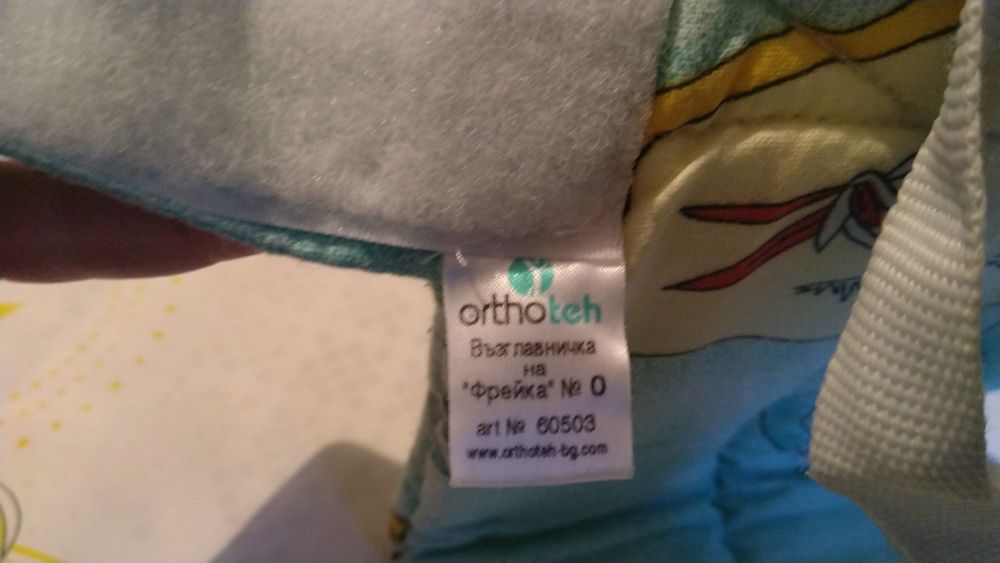 orthoteh
Възглавничка
на
"Фрейка" № 0
art № 60503
www.orthoteh-bg.com